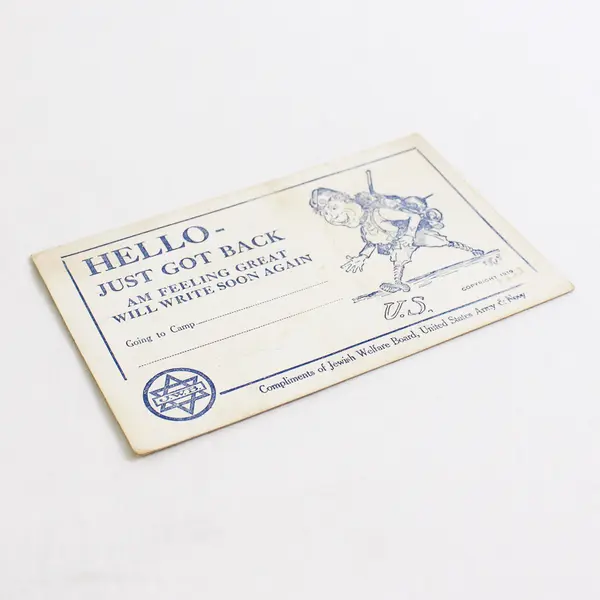 HELLO-
JUST GOT BACK
AM FEELING GREAT
WILL WRITE SOON AGAIN
Going to Camp
J.W.B.
U.S.
COPYRIGHT 1919
Compliments of Jewish Welfare Board, United States Army & Navy